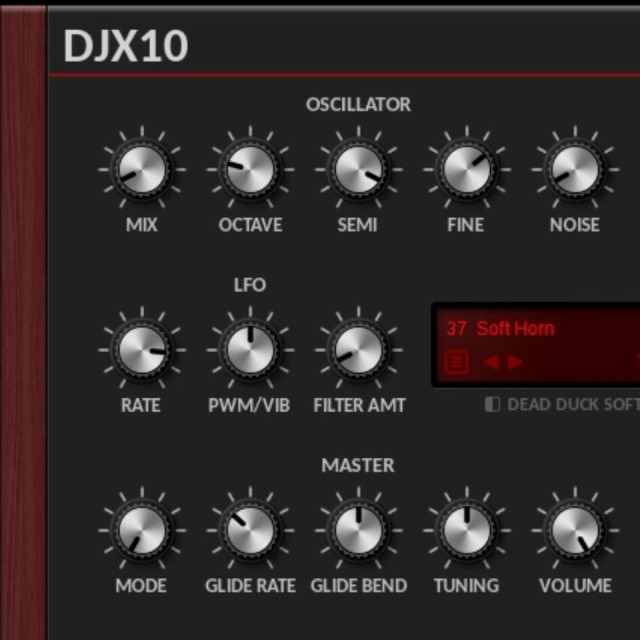 DJX10
OSCILLATOR
MIX OCTAVE SEMI FINE NOISE
LFO
37 Soft Horn
RATE PWM/VIB FILTER AMT
DEAD DUCK SOFT
MASTER
MODE GLIDE RATE GLIDE BEND TUNING VOLUME